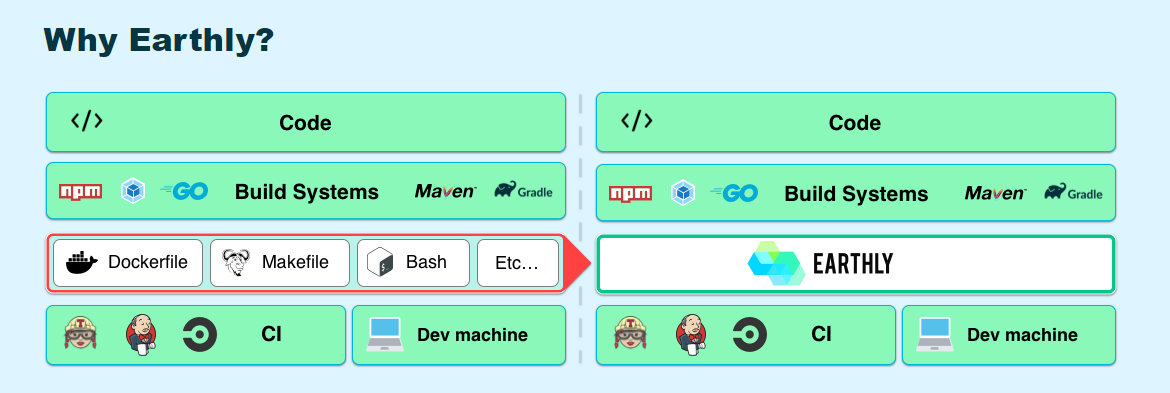 Why Earthly?
</> Code
npm GO Build Systems Maven Gradle
Dockerfile Makefile $ Bash Etc...
T CI Dev machine
</> Code
npm GO Build Systems Maven Gradle
EARTHLY
T CI Dev machine